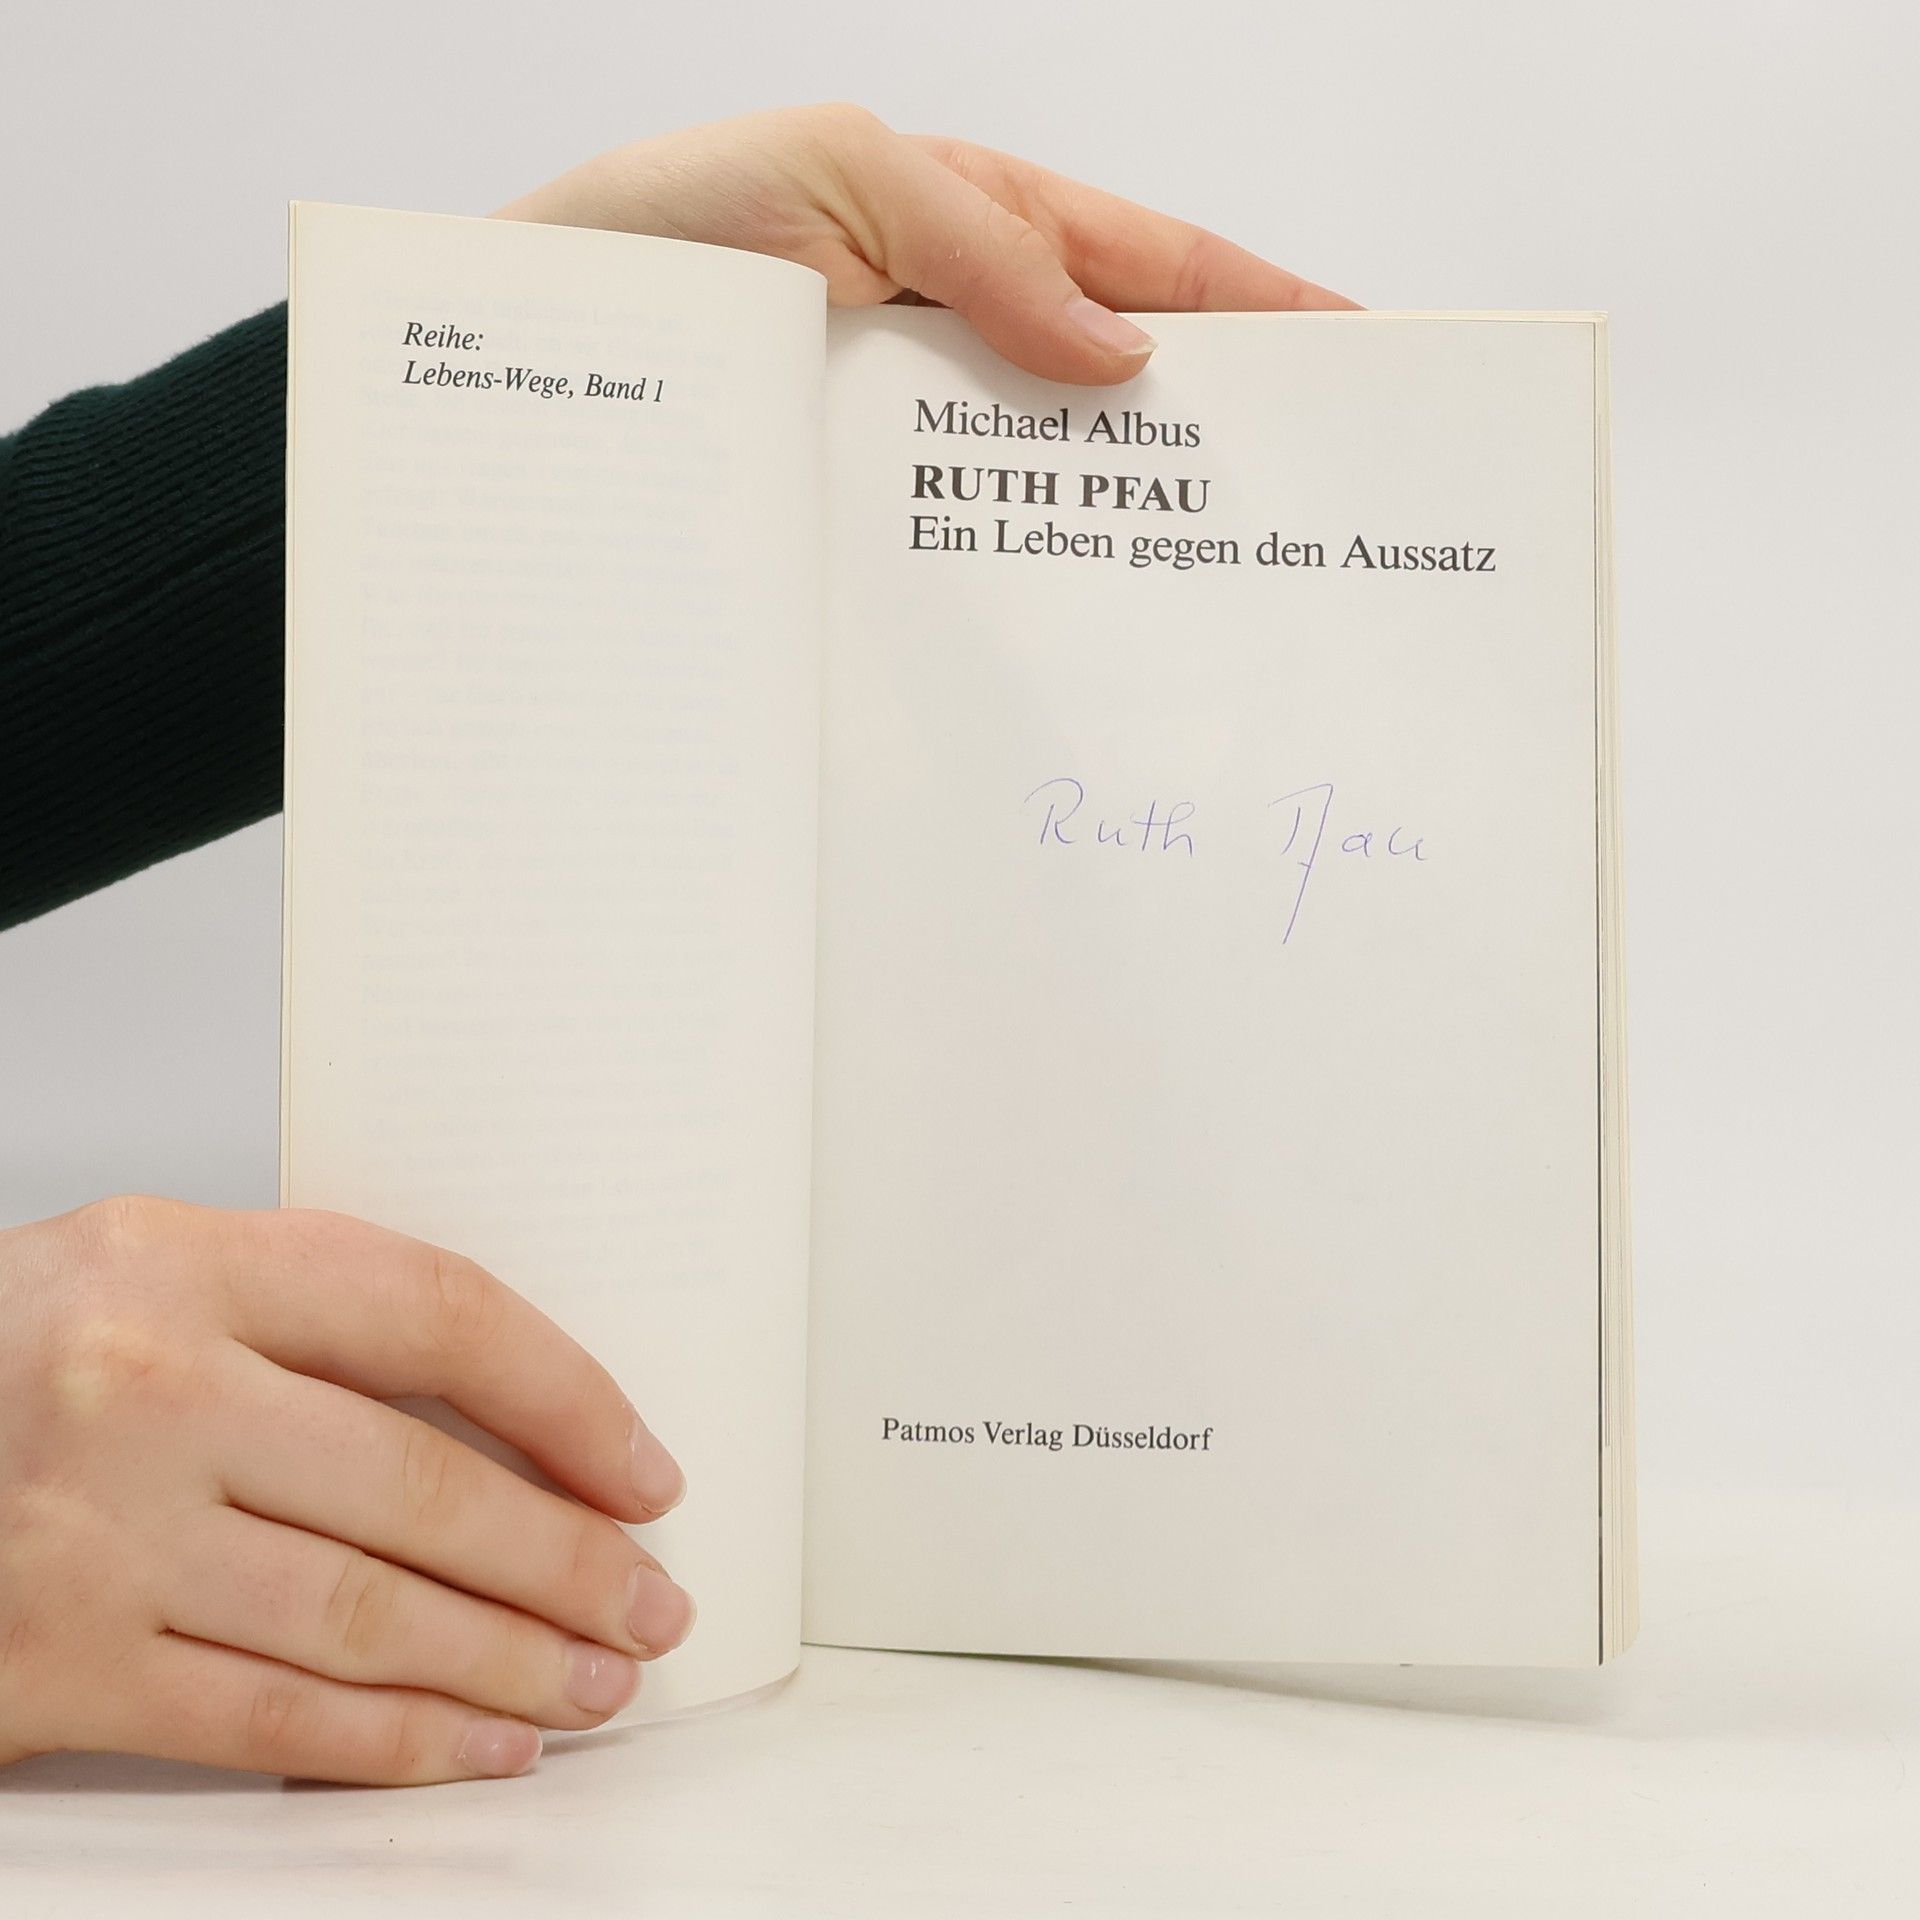 Reihe:
Lebens-Wege, Band 1
Michael Albus
RUTH PFAU
Ein Leben gegen den Aussatz
Ruth Pfau
Patmos Verlag Düsseldorf